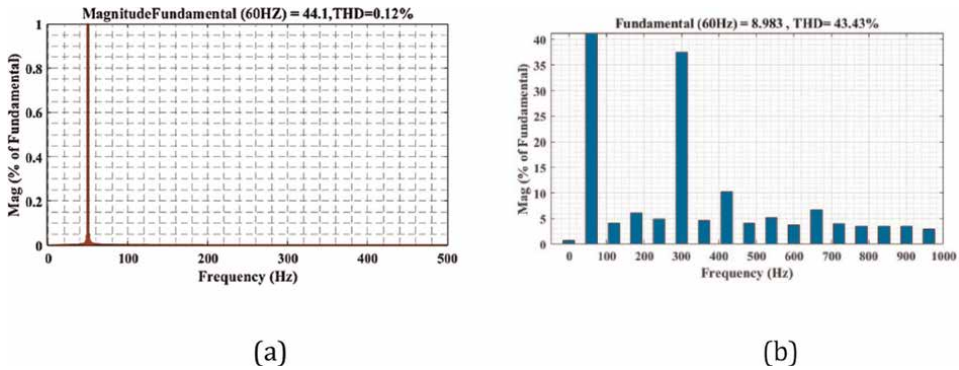 MagnitudeFundamental (60HZ) = 44.1,THD=0.12%
1
0.8
0.6
0.4
0.2
0
Mag (% of Fundamental)
0 100 200 300 400 500
Frequency (Hz)
(a)
Fundamental (60Hz) = 8.983 , THD= 43.43%
40
35
30
25
20
15
10
5
0
Mag (% of Fundamental)
0 100 200 300 400 500 600 700 800 900 1000
Frequency (Hz)
(b)